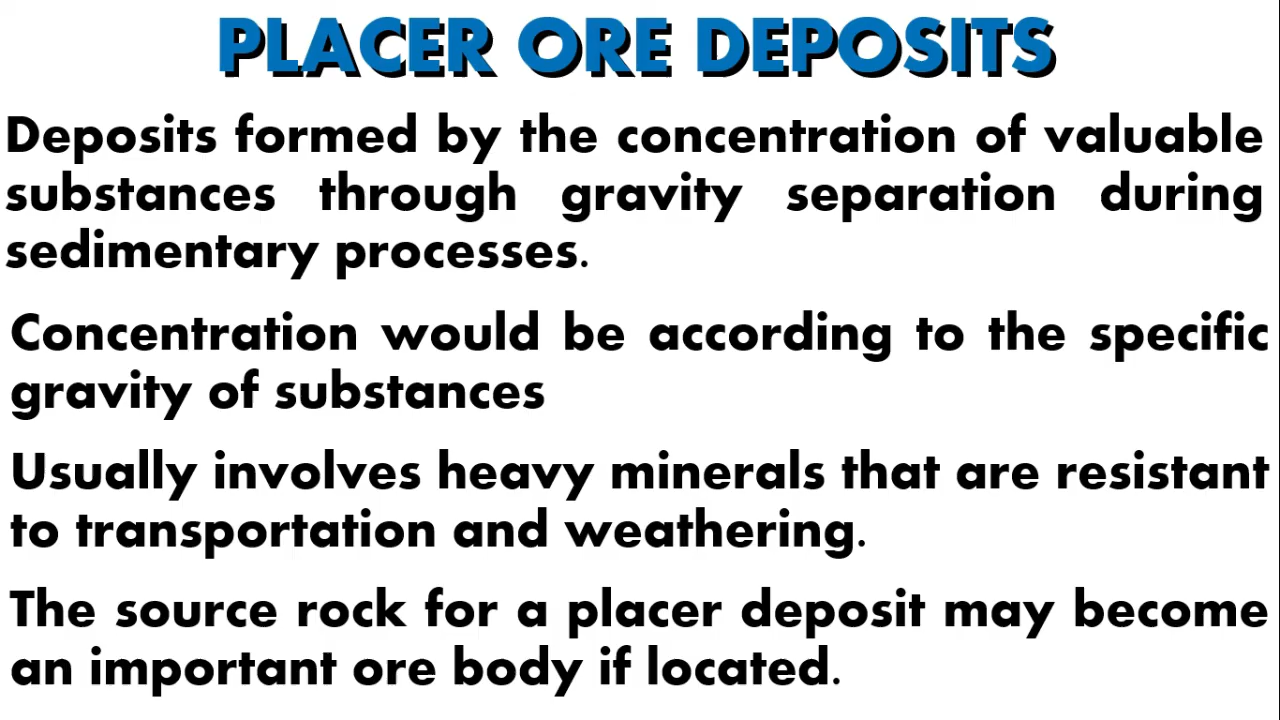 PLACER ORE DEPOSITS
Deposits formed by the concentration of valuable
substances through gravity separation during
sedimentary processes.
Concentration would be according to the specific
gravity of substances
Usually involves heavy minerals that are resistant
to transportation and weathering.
The source rock for a placer deposit may become
an important ore body if located.